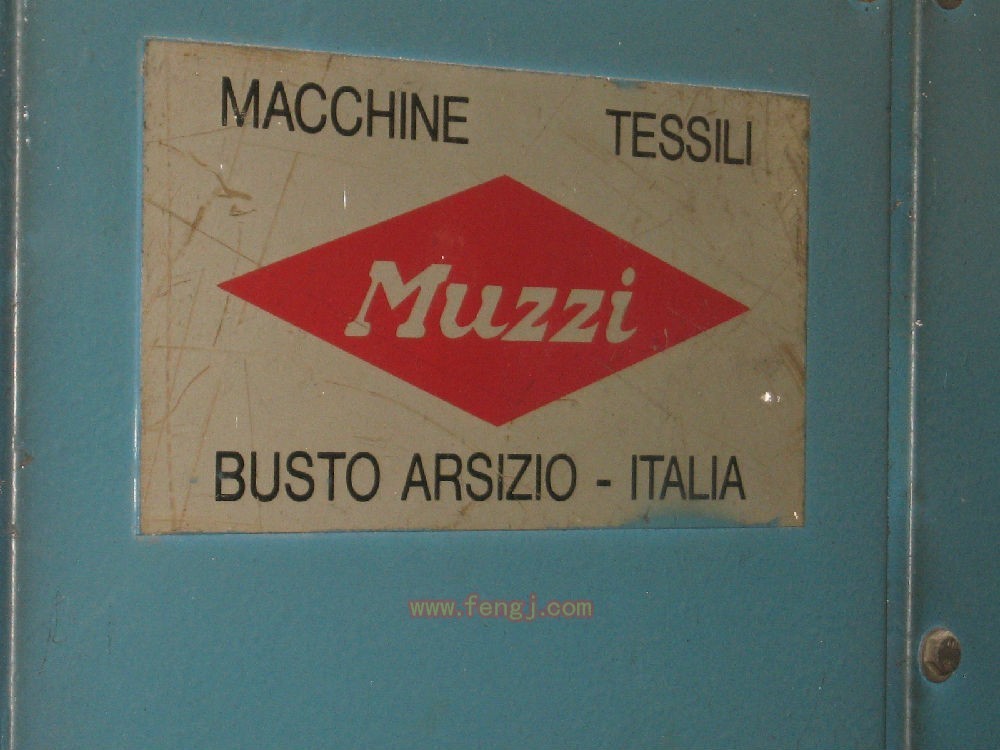 MACCHINE TESSILI
Muzzi
BUSTO ARSIZIO - ITALIA
www.fengj.com